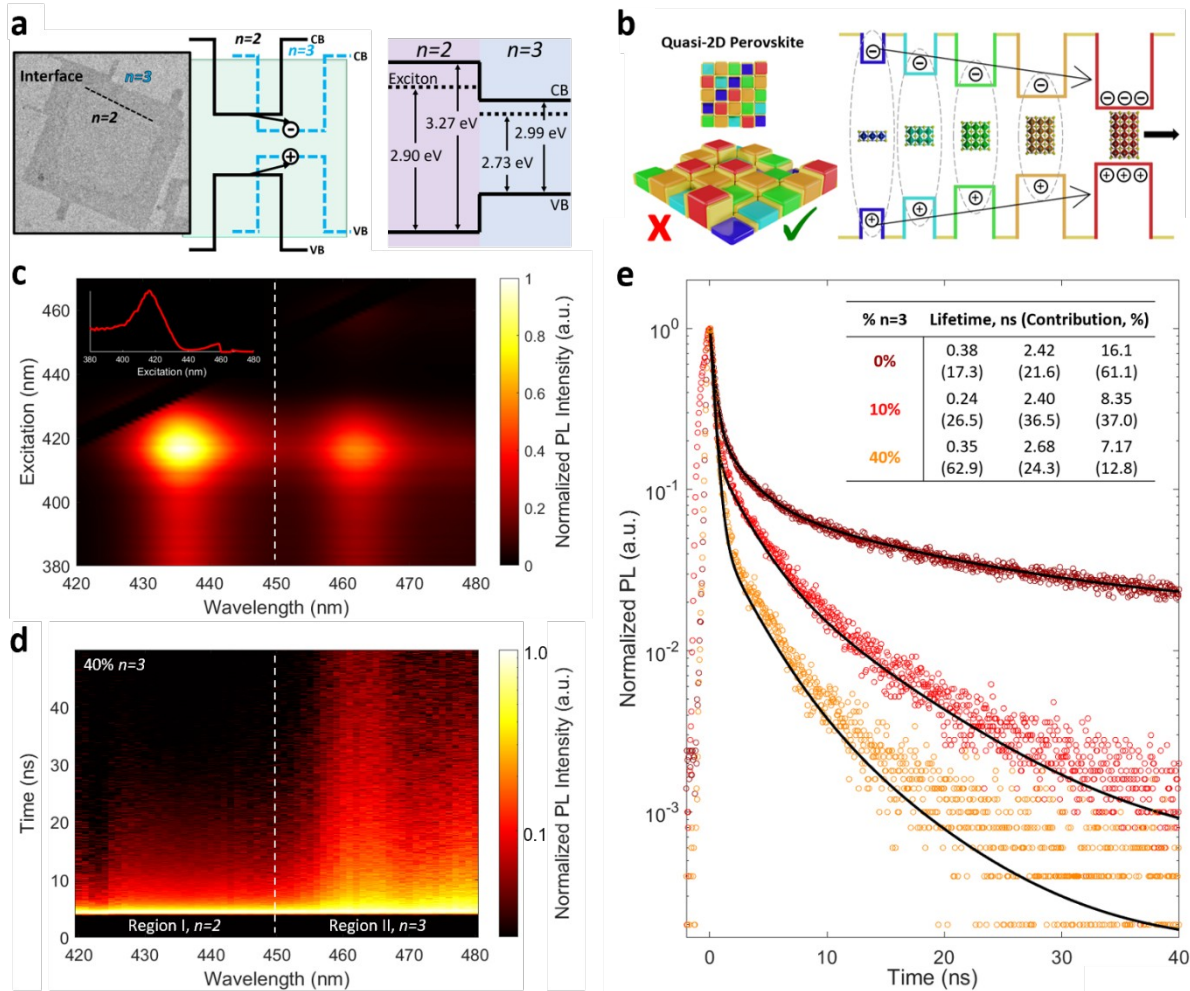 a
Interface
n=3
n=2
n=2
n=3
CB
CB
VB
VB
n=2
n=3
Exciton
CB
3.27 eV
2.99 eV
2.90 eV
2.73 eV
VB
b
Quasi-2D Perovskite
c
Excitation (nm)
460
440
420
400
380
420
430
440
450
460
470
480
Wavelength (nm)
380
400
420
440
460
480
Excitation (nm)
1
0.8
0.6
0.4
0.2
0
Normalized PL Intensity (a.u.)
d
40% n=3
Time (ns)
40
30
20
10
0
Region I, n=2
Region II, n=3
420
430
440
450
460
470
480
Wavelength (nm)
1.0
0.1
Normalized PL Intensity (a.u.)
e
% n=3 Lifetime, ns (Contribution, %)
0% 0.38 2.42 16.1
(17.3) (21.6) (61.1)
10% 0.24 2.40 8.35
(26.5) (36.5) (37.0)
40% 0.35 2.68 7.17
(62.9) (24.3) (12.8)
Normalized PL (a.u.)
10⁰
10⁻¹
10⁻²
10⁻³
0
10
20
30
40
Time (ns)